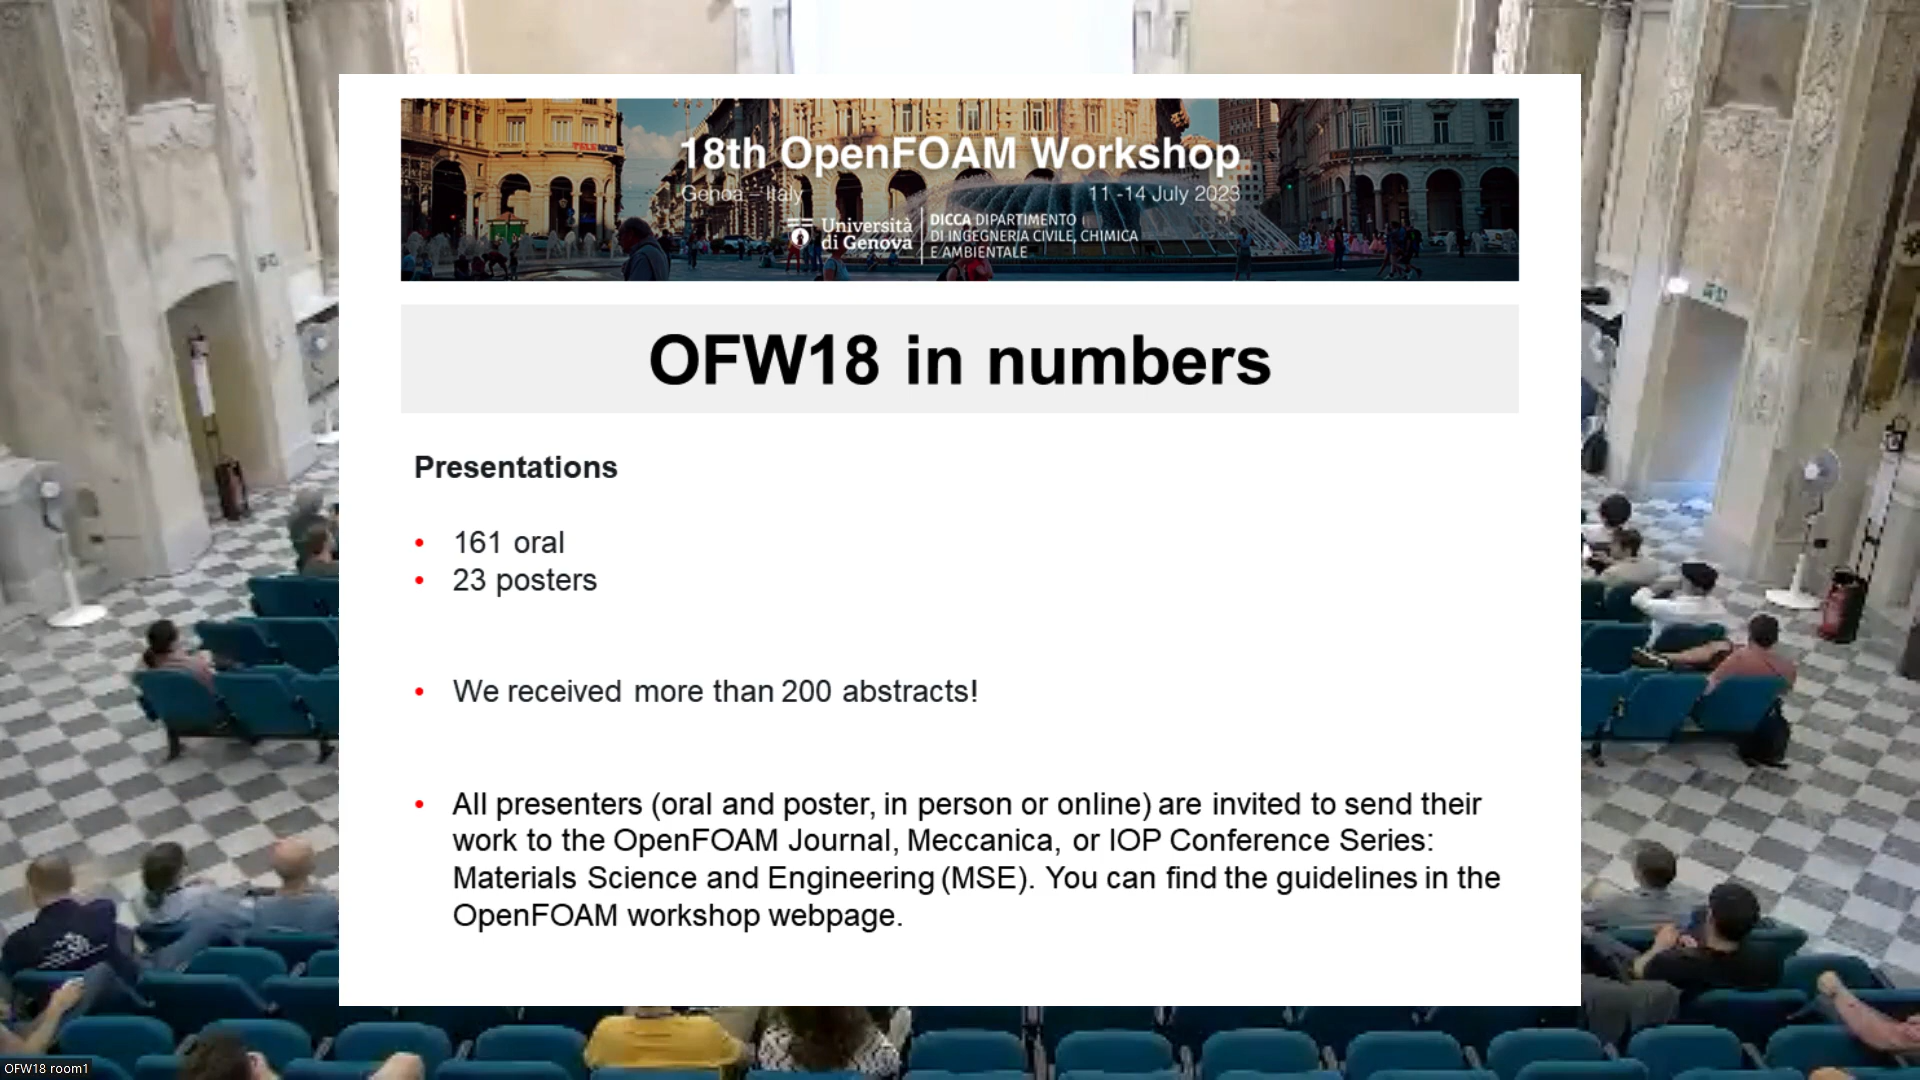 18th OpenFOAM Workshop
Genoa – Italy
11 -14 July 2023
Università
di Genova
DICCA DIPARTIMENTO
DI INGEGNERIA CIVILE, CHIMICA
E AMBIENTALE
OFW18 in numbers
Presentations
• 161 oral
• 23 posters
• We received more than 200 abstracts!
• All presenters (oral and poster, in person or online) are invited to send their
work to the OpenFOAM Journal, Meccanica, or IOP Conference Series:
Materials Science and Engineering (MSE). You can find the guidelines in the
OpenFOAM workshop webpage.
OFW18 room1